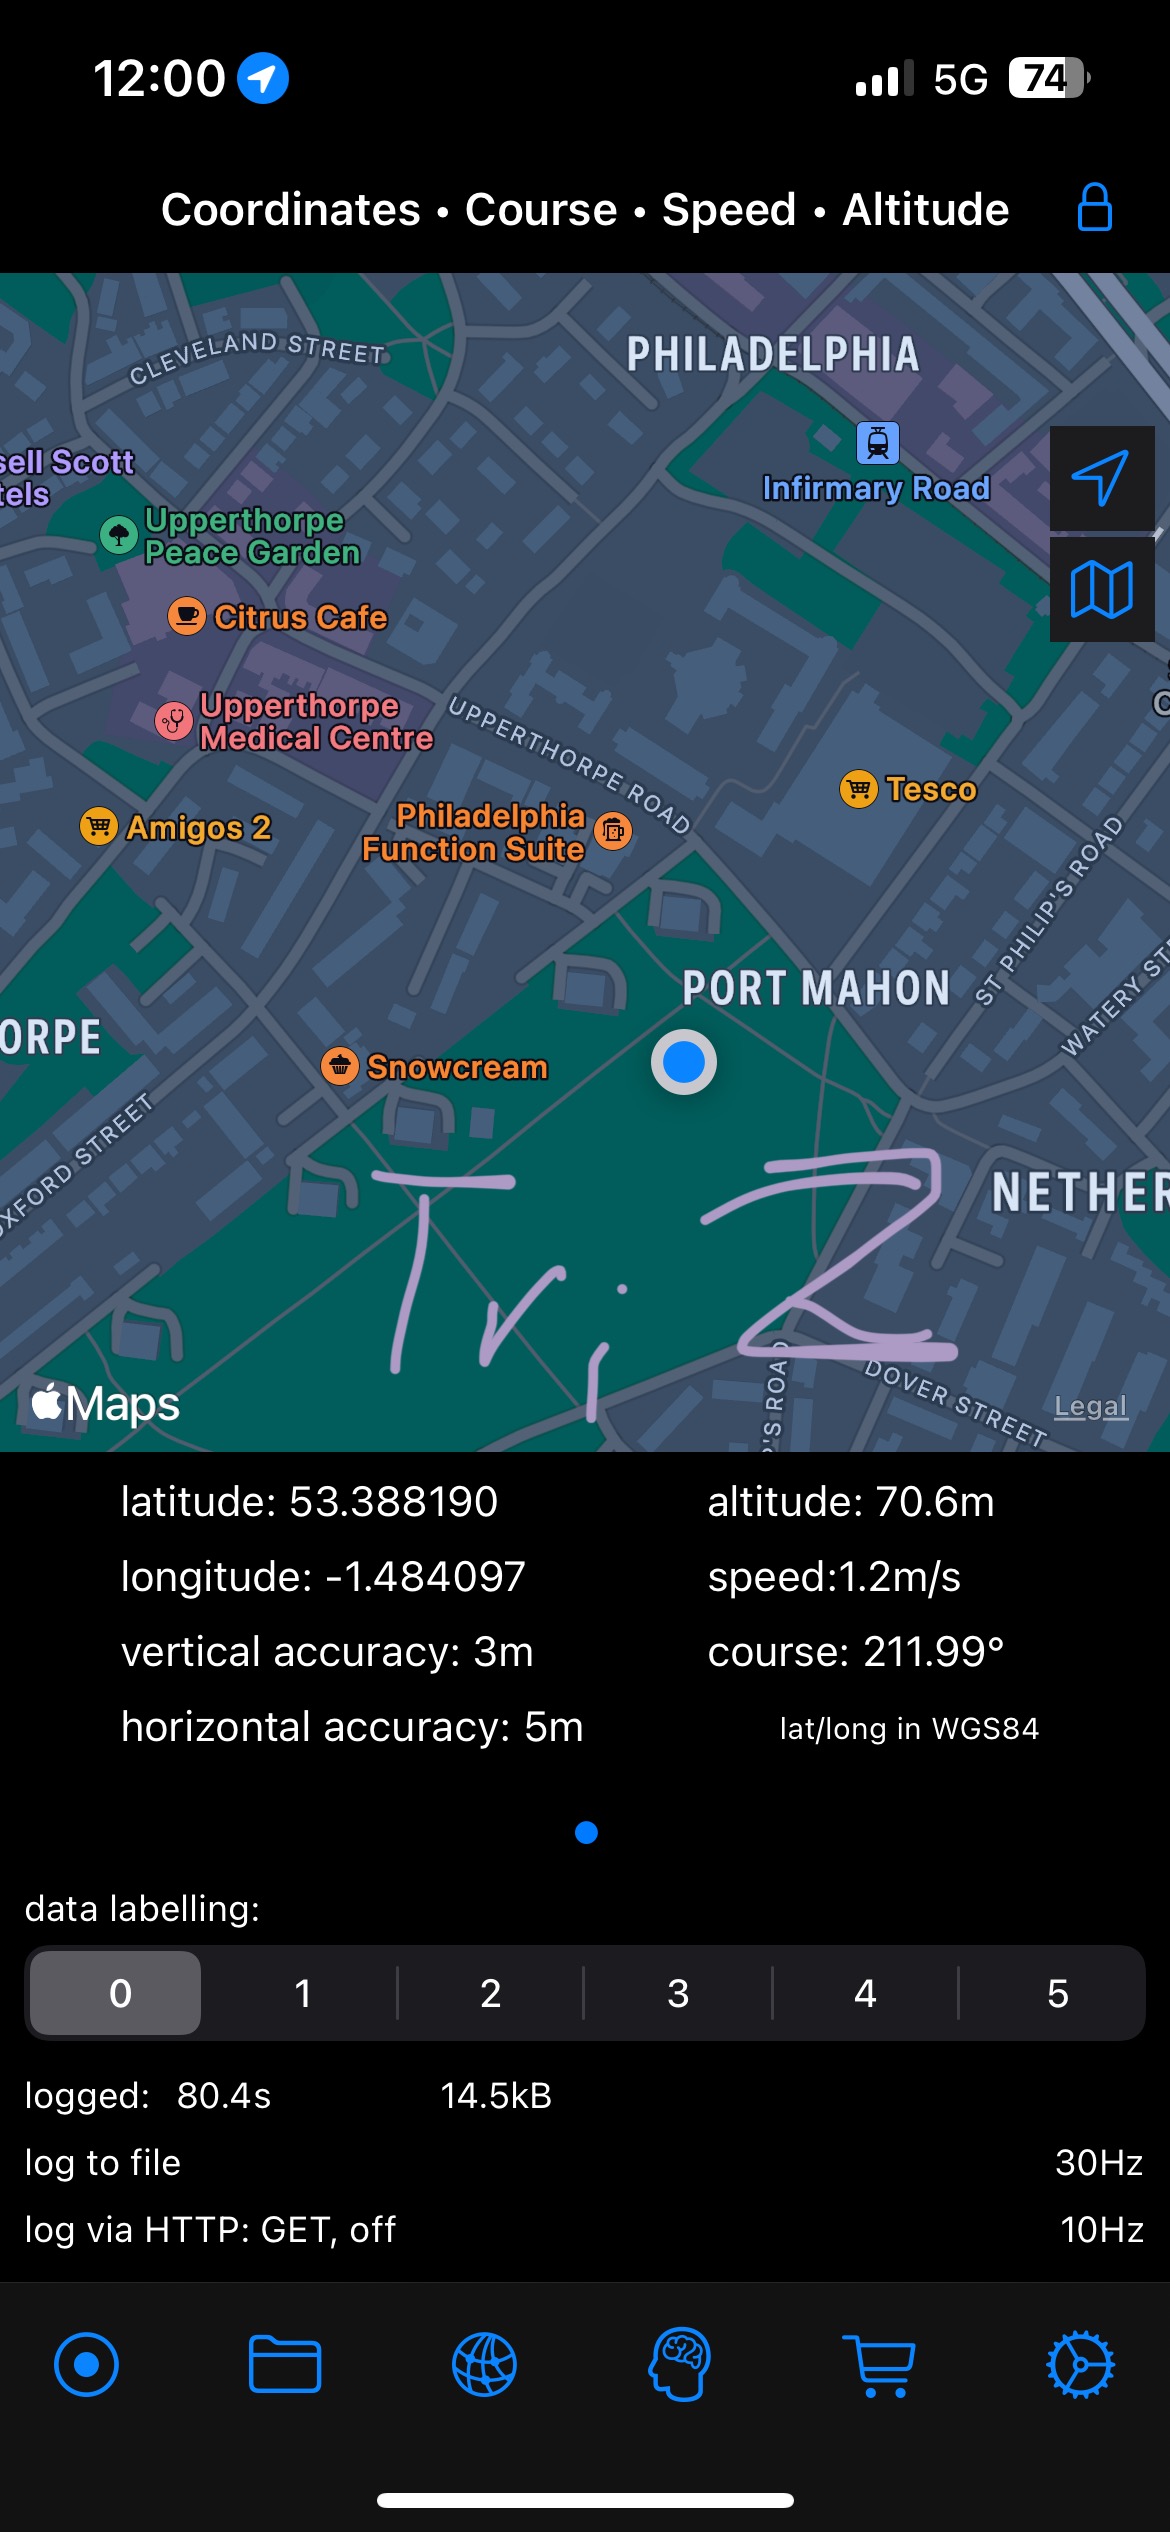 12:00
5G 74
Coordinates • Course • Speed • Altitude
CLEVELAND STREET
PHILADELPHIA
sell Scott
tels
Infirmary Road
Upperthorpe
Peace Garden
Citrus Cafe
Upperthorpe
Medical Centre
UPPERTHORPE ROAD
Tesco
Philadelphia
Function Suite
Amigos 2
ST PHILIP'S ROAD
WATERY STR
PORT MAHON
ORPE
Snowcream
OXFORD STREET
NETHER
P'S ROAD
DOVER STREET
Maps
Legal
latitude: 53.388190
altitude: 70.6m
longitude: -1.484097
speed:1.2m/s
vertical accuracy: 3m
course: 211.99°
horizontal accuracy: 5m
lat/long in WGS84
data labelling:
0 1 2 3 4 5
logged: 80.4s 14.5kB
log to file 30Hz
log via HTTP: GET, off 10Hz